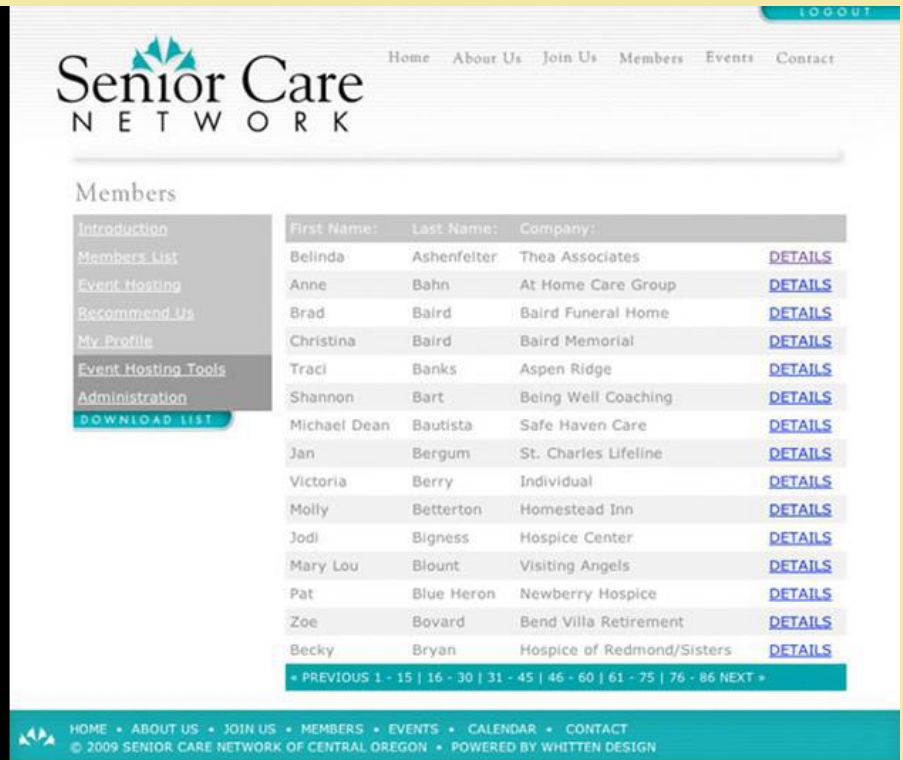 LOGOUT
Senior Care
NETWORK
Home About Us Join Us Members Events Contact
Members
Introduction
Members List
Event Hosting
Recommend Us
My Profile
Event Hosting Tools
Administration
DOWNLOAD LIST
First Name: Last Name: Company:
Belinda Ashenfelter Thea Associates DETAILS
Anne Bahn At Home Care Group DETAILS
Brad Baird Baird Funeral Home DETAILS
Christina Baird Baird Memorial DETAILS
Traci Banks Aspen Ridge DETAILS
Shannon Bart Being Well Coaching DETAILS
Michael Dean Bautista Safe Haven Care DETAILS
Jan Bergum St. Charles Lifeline DETAILS
Victoria Berry Individual DETAILS
Molly Betterton Homestead Inn DETAILS
Jodi Bigness Hospice Center DETAILS
Mary Lou Blount Visiting Angels DETAILS
Pat Blue Heron Newberry Hospice DETAILS
Zoe Bovard Bend Villa Retirement DETAILS
Becky Bryan Hospice of Redmond/Sisters DETAILS
« PREVIOUS 1 - 15 | 16 - 30 | 31 - 45 | 46 - 60 | 61 - 75 | 76 - 86 NEXT »
HOME • ABOUT US • JOIN US • MEMBERS • EVENTS • CALENDAR • CONTACT
© 2009 SENIOR CARE NETWORK OF CENTRAL OREGON • POWERED BY WHITTEN DESIGN